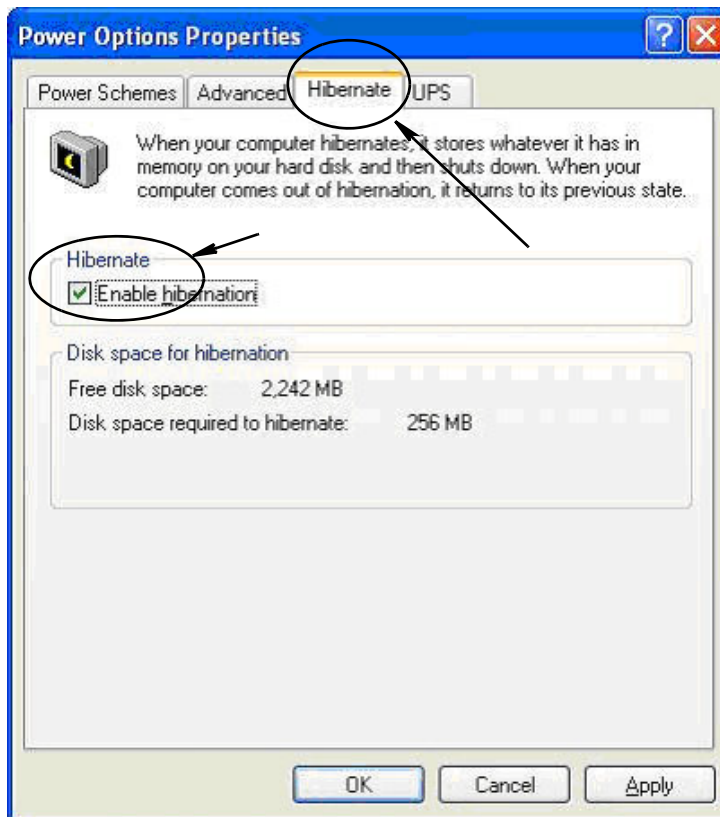 Power Options Properties
Power Schemes Advanced Hibernate UPS
When your computer hibernates, it stores whatever it has in
memory on your hard disk and then shuts down. When your
computer comes out of hibernation, it returns to its previous state.
Hibernate
Enable hibernation
Disk space for hibernation
Free disk space: 2,242 MB
Disk space required to hibernate: 256 MB
OK Cancel Apply